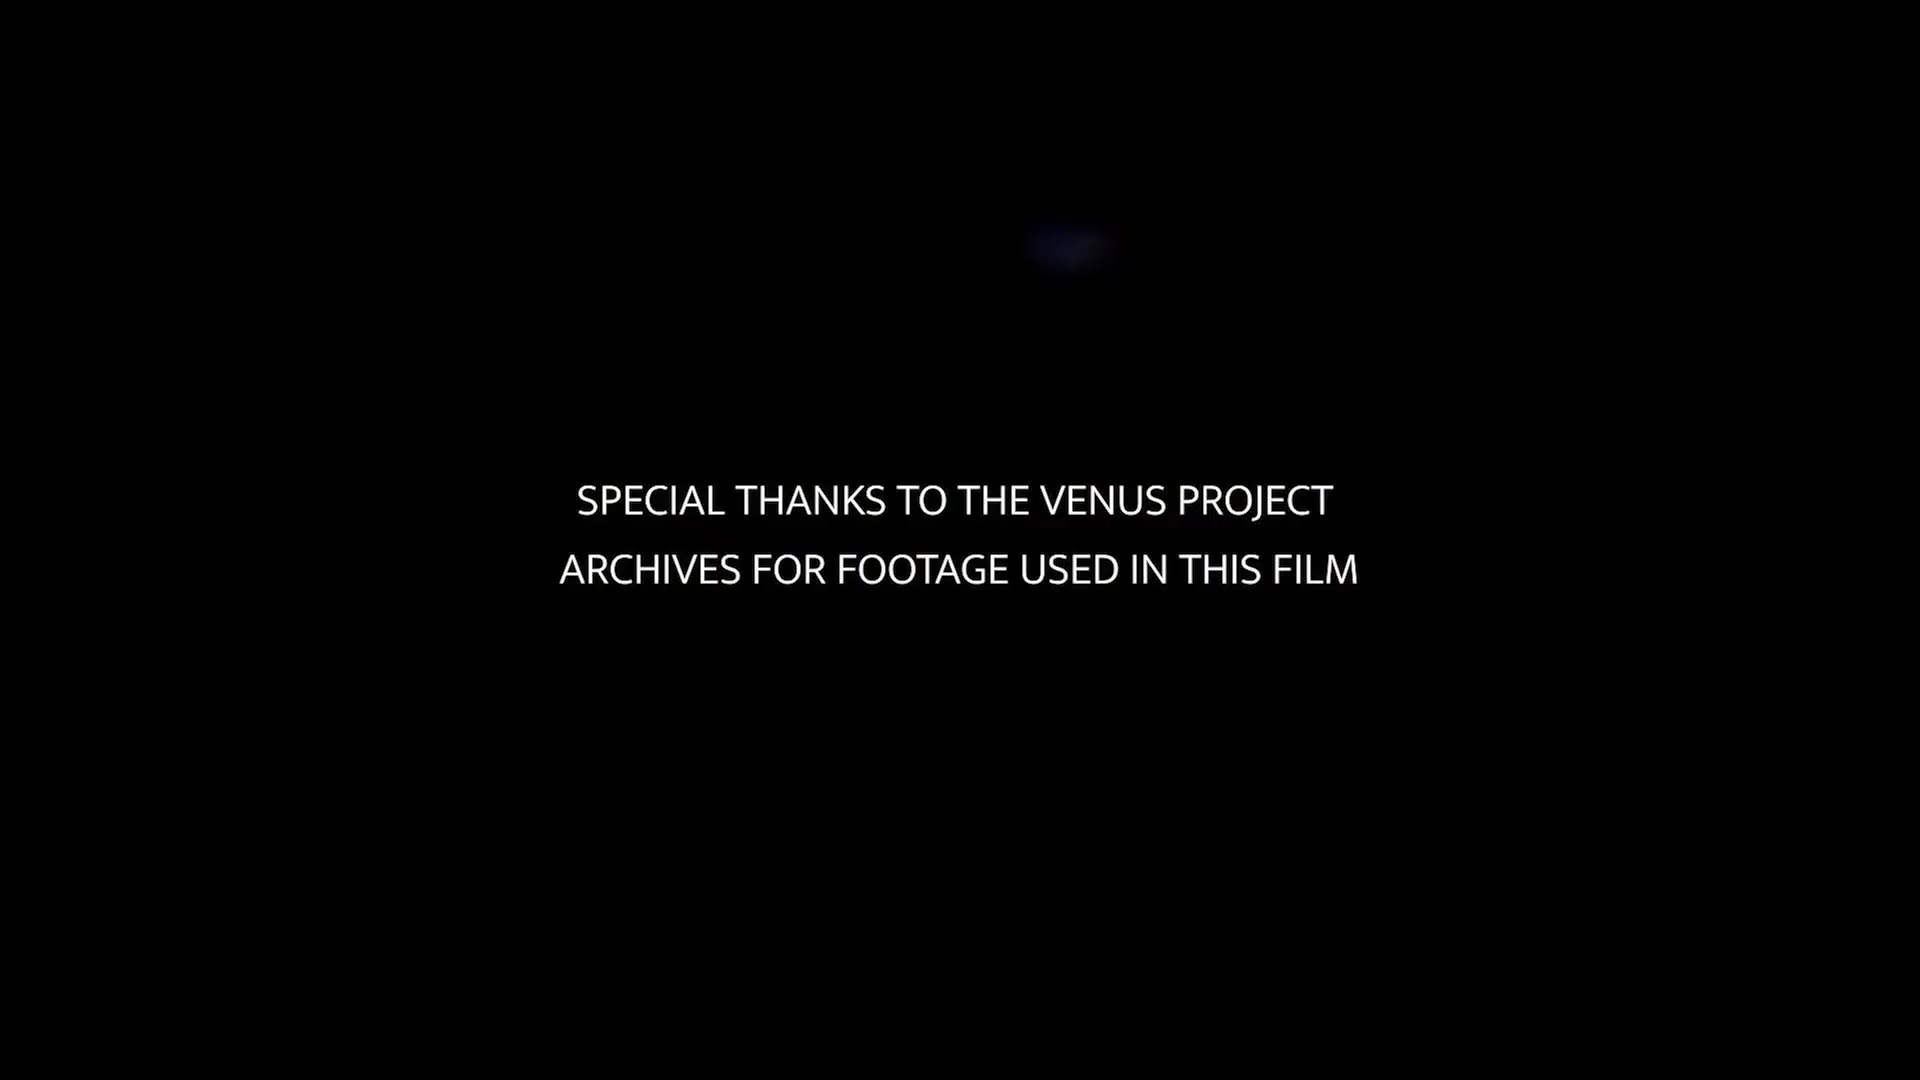 SPECIAL THANKS TO THE VENUS PROJECT
ARCHIVES FOR FOOTAGE USED IN THIS FILM